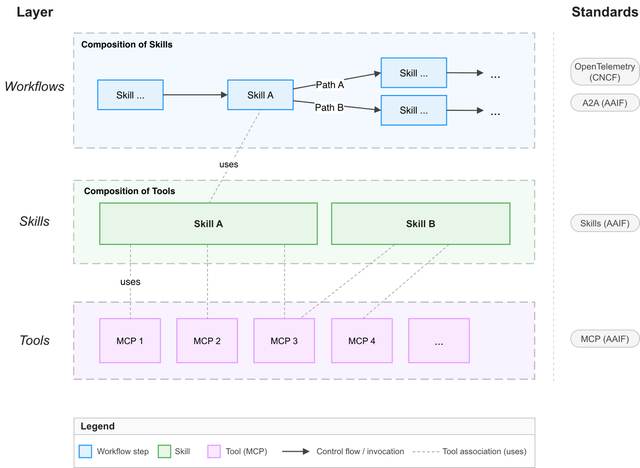 Layer
Standards
Composition of Skills
Workflows
Skill ...
Skill A
Path A
Path B
Skill ...
...
Skill ...
...
OpenTelemetry
(CNCF)
A2A (AAIF)
uses
Composition of Tools
Skills
Skill A
Skill B
Skills (AAIF)
uses
Tools
MCP 1
MCP 2
MCP 3
MCP 4
...
MCP (AAIF)
Legend
Workflow step
Skill
Tool (MCP)
Control flow / invocation
Tool association (uses)